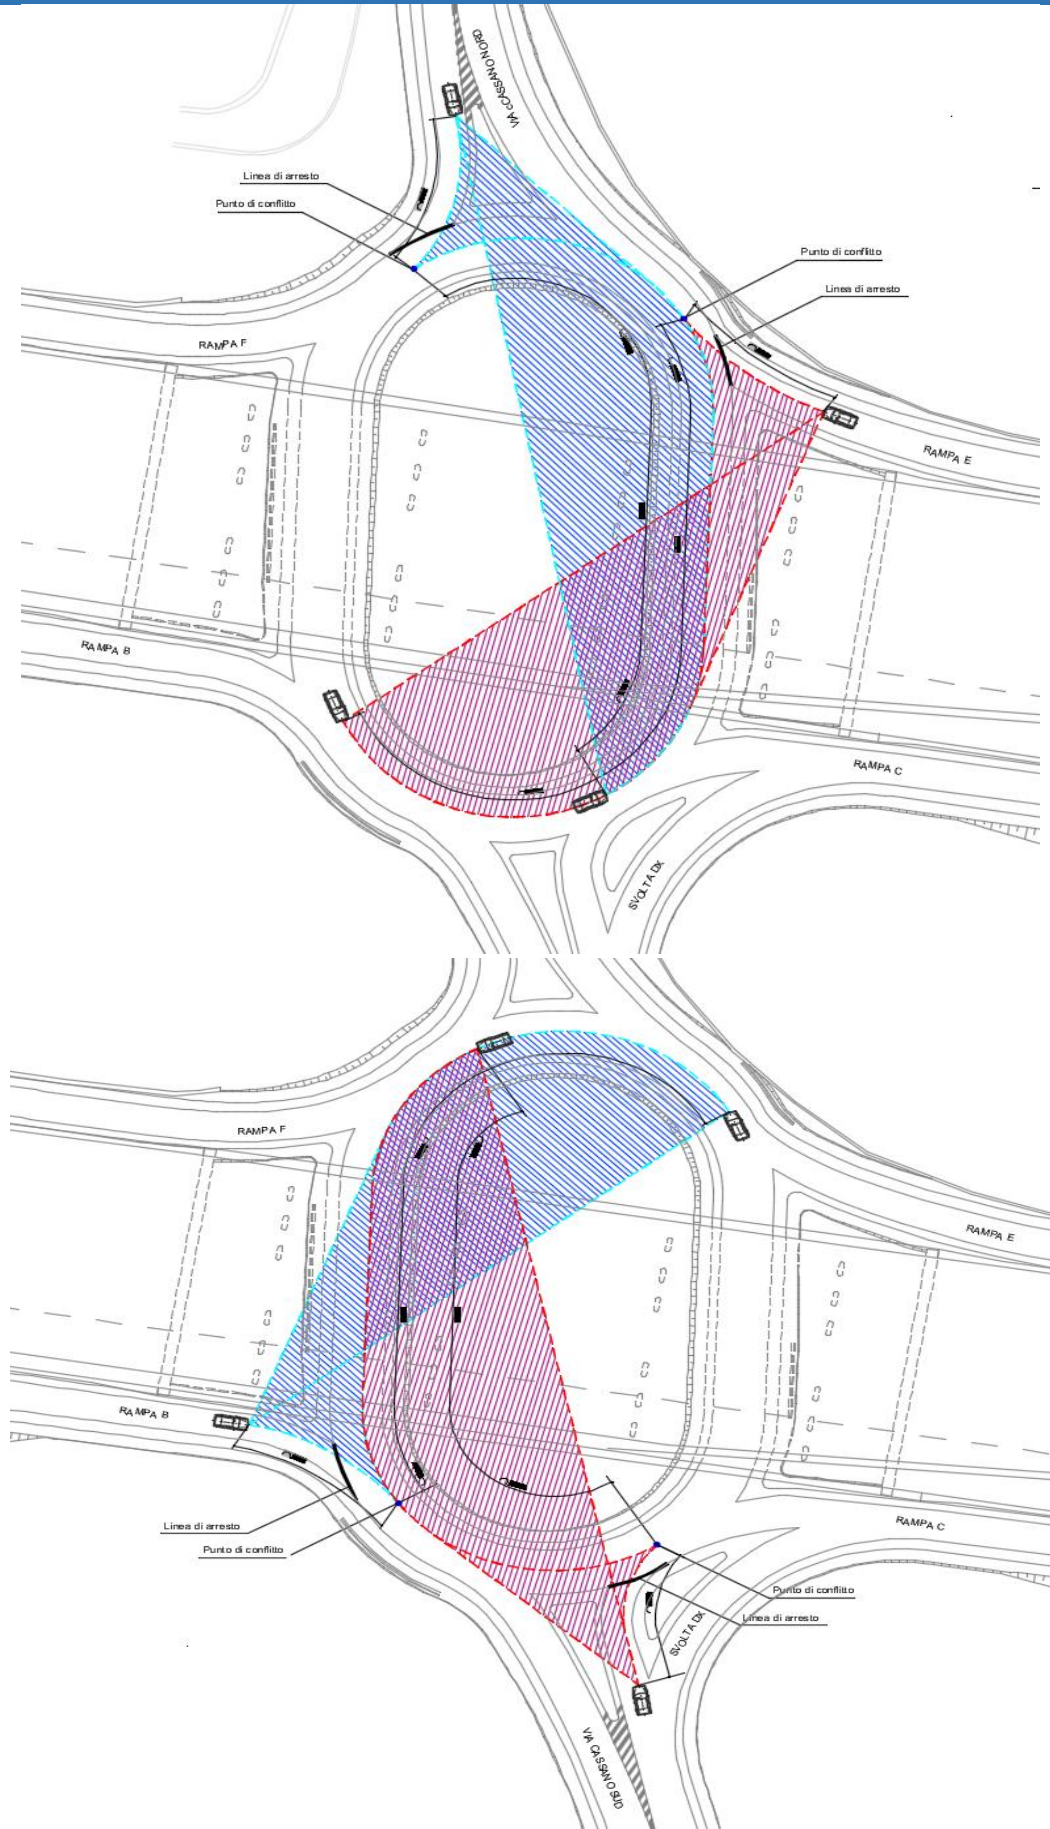 VIA cCASSANO NORD
Linea di arresto
Punto di conflitto
Punto di conflitto
Linea di arresto
RAMPA F
RAMPA E
RAMPA B
RAMPA C
SVOLTA DX
RAMPA F
RAMPA E
RAMPA B
RAMPA C
Linea di arresto
Punto di conflitto
Punto di conflitto
Linea di arresto
SVOLTA DX
VIA CASSANO SUD